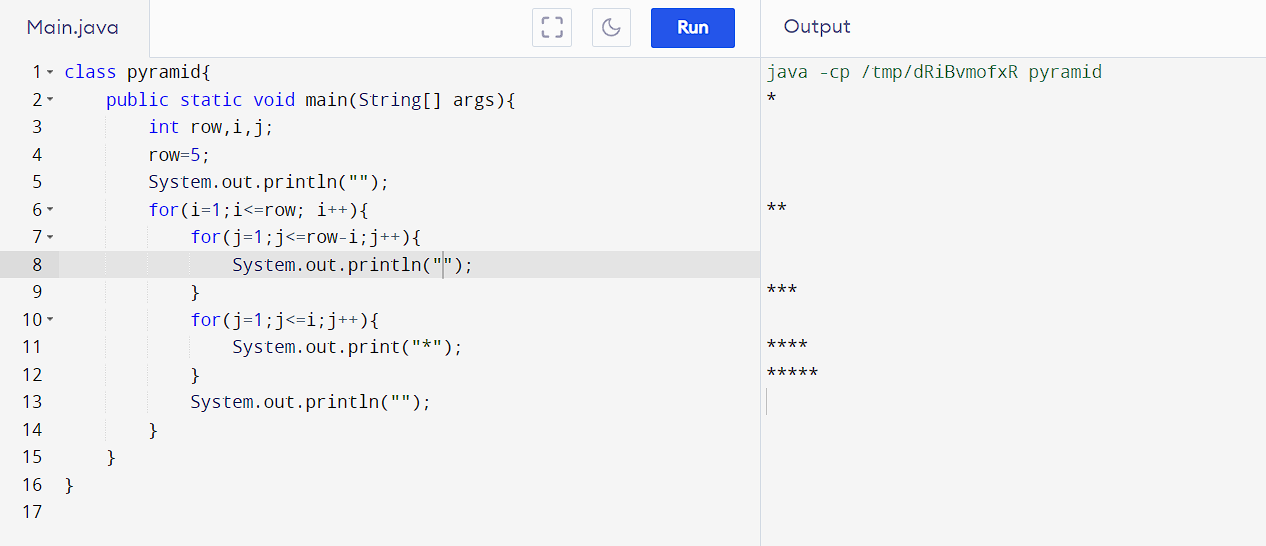 Main.java
Run
Output
1 class pyramid{
2     public static void main(String[] args){
3         int row,i,j;
4         row=5;
5         System.out.println("");
6         for(i=1;i<=row; i++){
7             for(j=1;j<=row-i;j++){
8                 System.out.println("");
9             }
10             for(j=1;j<=i;j++){
11                 System.out.print("*");
12             }
13             System.out.println("");
14         }
15     }
16 }
17
java -cp /tmp/dRiBvmofxR pyramid
*
**
***
****
*****